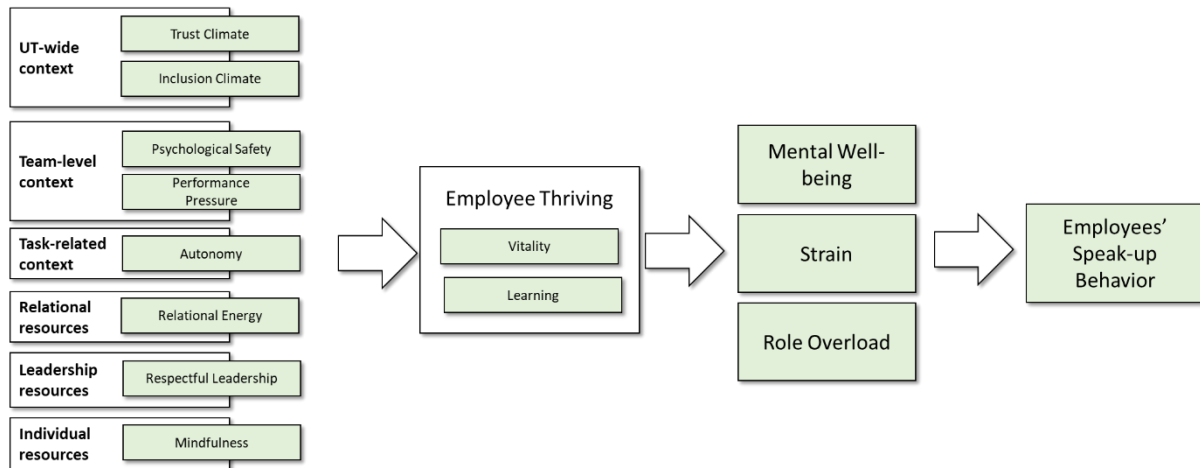 UT-wide
context
Trust Climate
Inclusion Climate
Team-level
context
Psychological Safety
Performance
Pressure
Task-related
context
Autonomy
Relational
resources
Relational Energy
Leadership
resources
Respectful Leadership
Individual
resources
Mindfulness
Employee Thriving
Vitality
Learning
Mental Well-
being
Strain
Role Overload
Employees’
Speak-up
Behavior